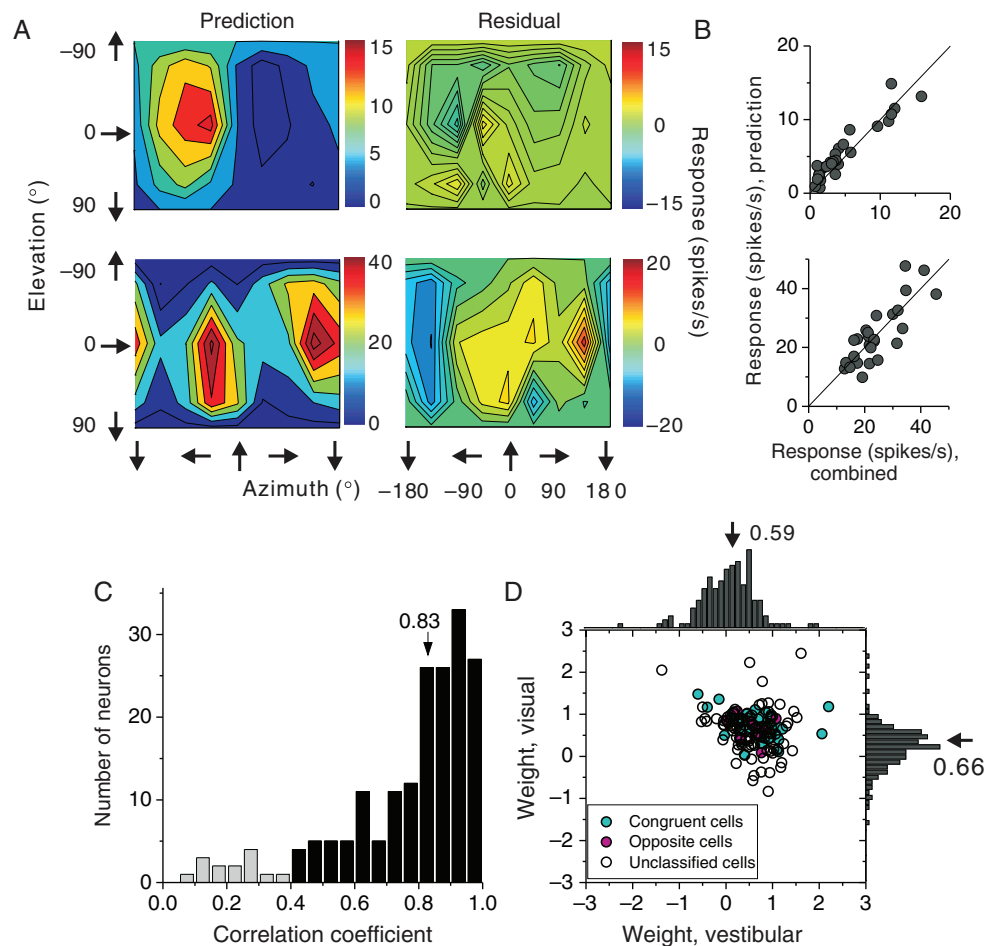 A
Prediction
Residual
B
Elevation (°)
−90
0
90
15
10
5
0
15
0
−15
Response (spikes/s)
−90
0
90
40
20
0
20
10
0
−10
−20
Azimuth (°)
−180 −90 0 90 180
Response (spikes/s), prediction
20
10
0
0 10 20
40
20
0
0 20 40
Response (spikes/s),
combined
C
Number of neurons
30
20
10
0
0.83
0.0 0.2 0.4 0.6 0.8 1.0
Correlation coefficient
D
0.59
Weight, visual
3
2
1
0
−1
−2
−3
0.66
Congruent cells
Opposite cells
Unclassified cells
−3 −2 −1 0 1 2 3
Weight, vestibular